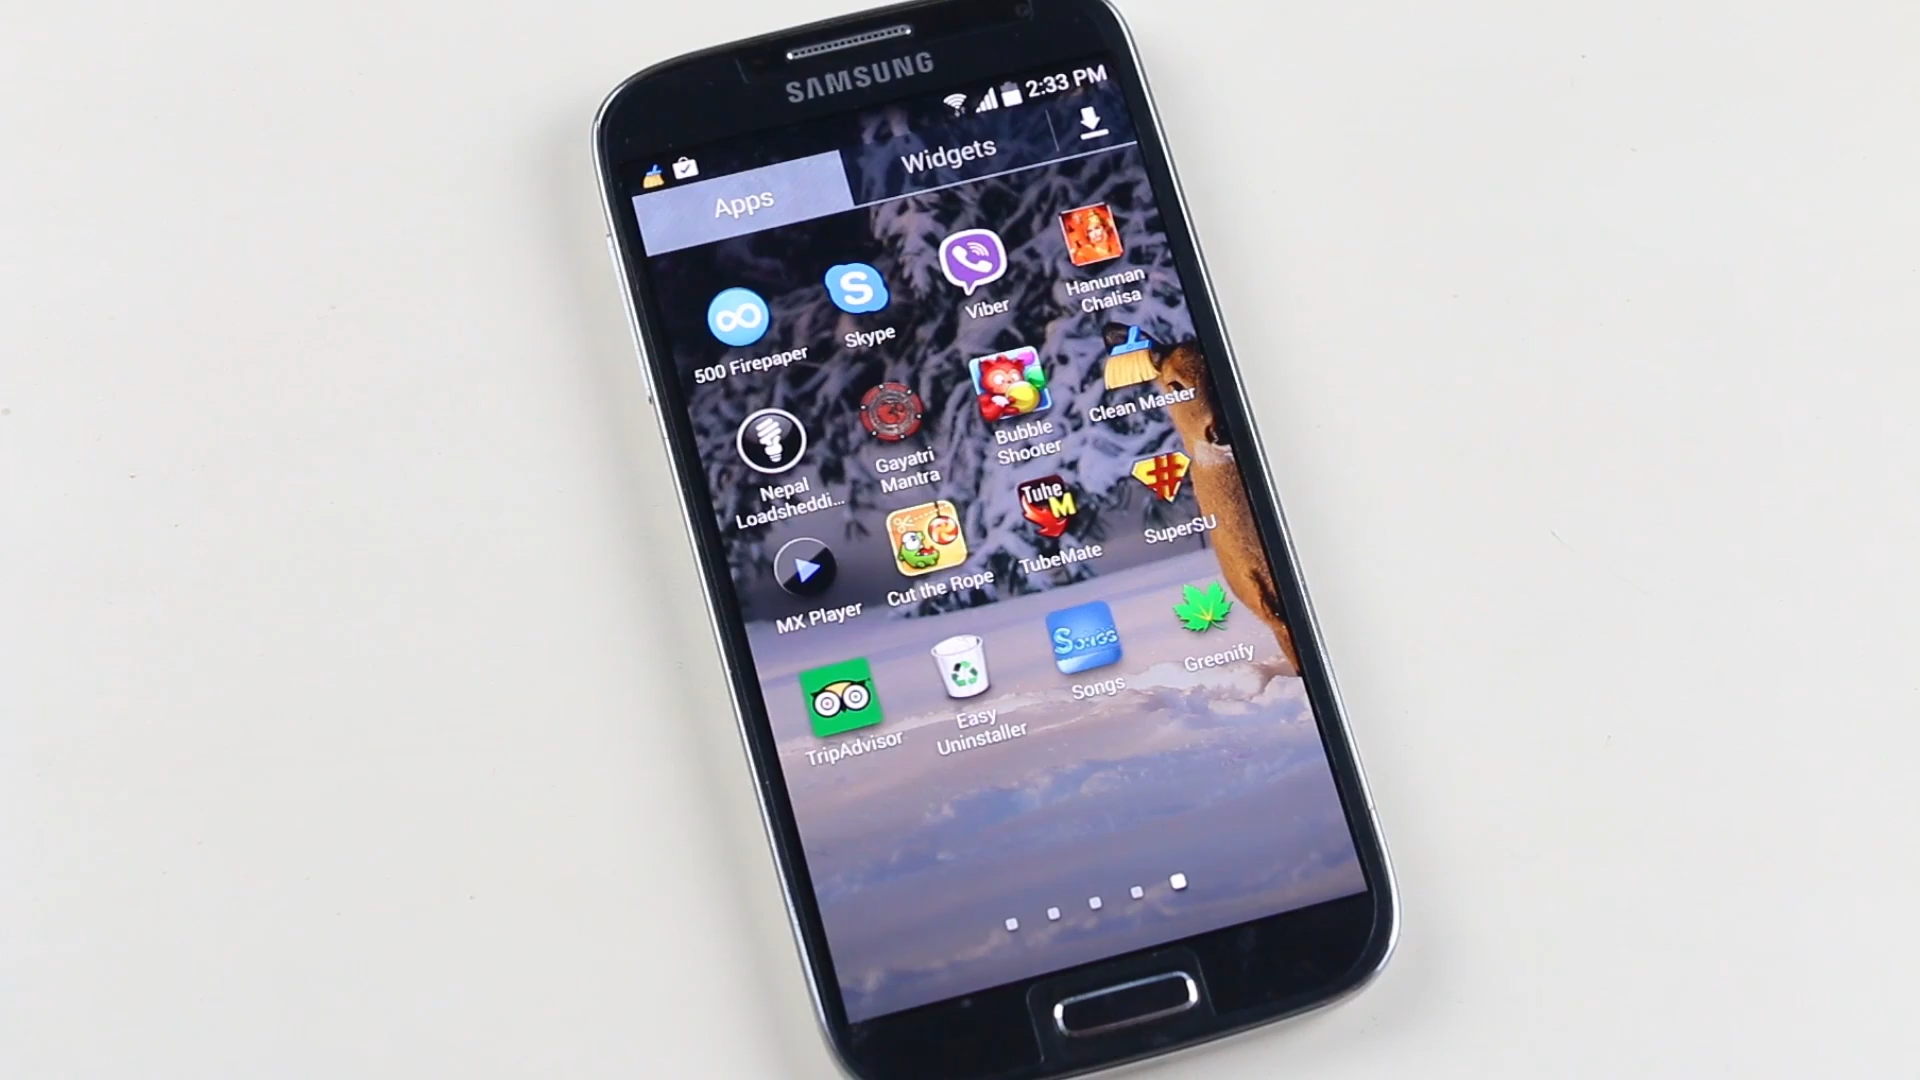 SAMSUNG
2:33 PM
Apps
Widgets
500 Firepaper
Skype
Viber
Hanuman
Chalisa
Nepal
Loadsheddi...
Gayatri
Mantra
Bubble
Shooter
Clean Master
MX Player
Cut the Rope
Tube
M
TubeMate
SuperSU
TripAdvisor
Easy
Uninstaller
Songs
Songs
Greenify